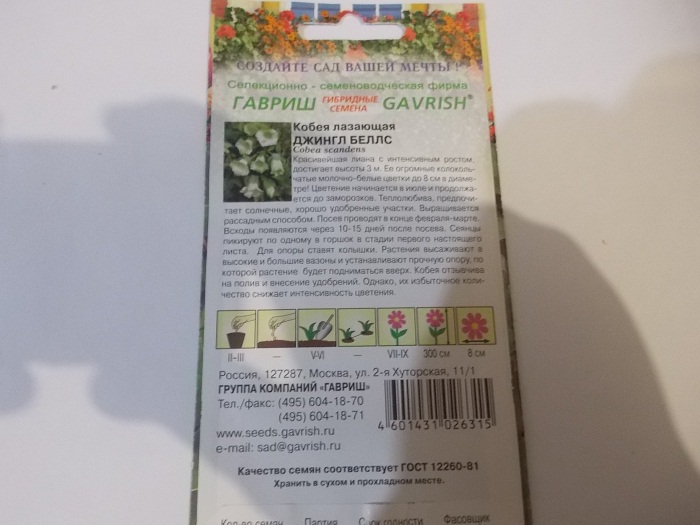 СОЗДАЙТЕ САД ВАШЕЙ МЕЧТЫ!
Селекционно - семеноводческая фирма
ГАВРИШ ГИБРИДНЫЕ СЕМЕНА GAVRISH®
Кобея лазающая
ДЖИНГЛ БЕЛЛС
Cobea scandens
Красивейшая лиана с интенсивным ростом,
достигает высоты 3 м. Ее огромные колоколь-
чатые молочно-белые цветки до 8 см в диаме-
тре! Цветение начинается в июле и продолжа-
ется до заморозков. Теплолюбива, предпочи-
тает солнечные, хорошо удобренные участки. Выращивается
рассадным способом. Посев проводят в конце февраля-марте.
Всходы появляются через 10-15 дней после посева. Сеянцы
пикируют по одному в горшок в стадии первого настоящего
листа. Для опоры ставят колышки. Растения высаживают в
высокие и большие вазоны и устанавливают прочную опору, по
которой растение будет подниматься вверх. Кобея отзывчива
на полив и внесение удобрений. Однако, их избыточное коли-
чество снижает интенсивность цветения.
II-III — V-VI — VII-IX 300 см 8 см
Россия, 127287, Москва, ул. 2-я Хуторская, 11/1
ГРУППА КОМПАНИЙ "ГАВРИШ"
Тел./факс: (495) 604-18-70
(495) 604-18-71
www.seeds.gavrish.ru
e-mail: sad@gavrish.ru
4 601431 026315
Качество семян соответствует ГОСТ 12260-81
Хранить в сухом и прохладном месте.
Кол-во семян Партия Срок годности Фасовщик